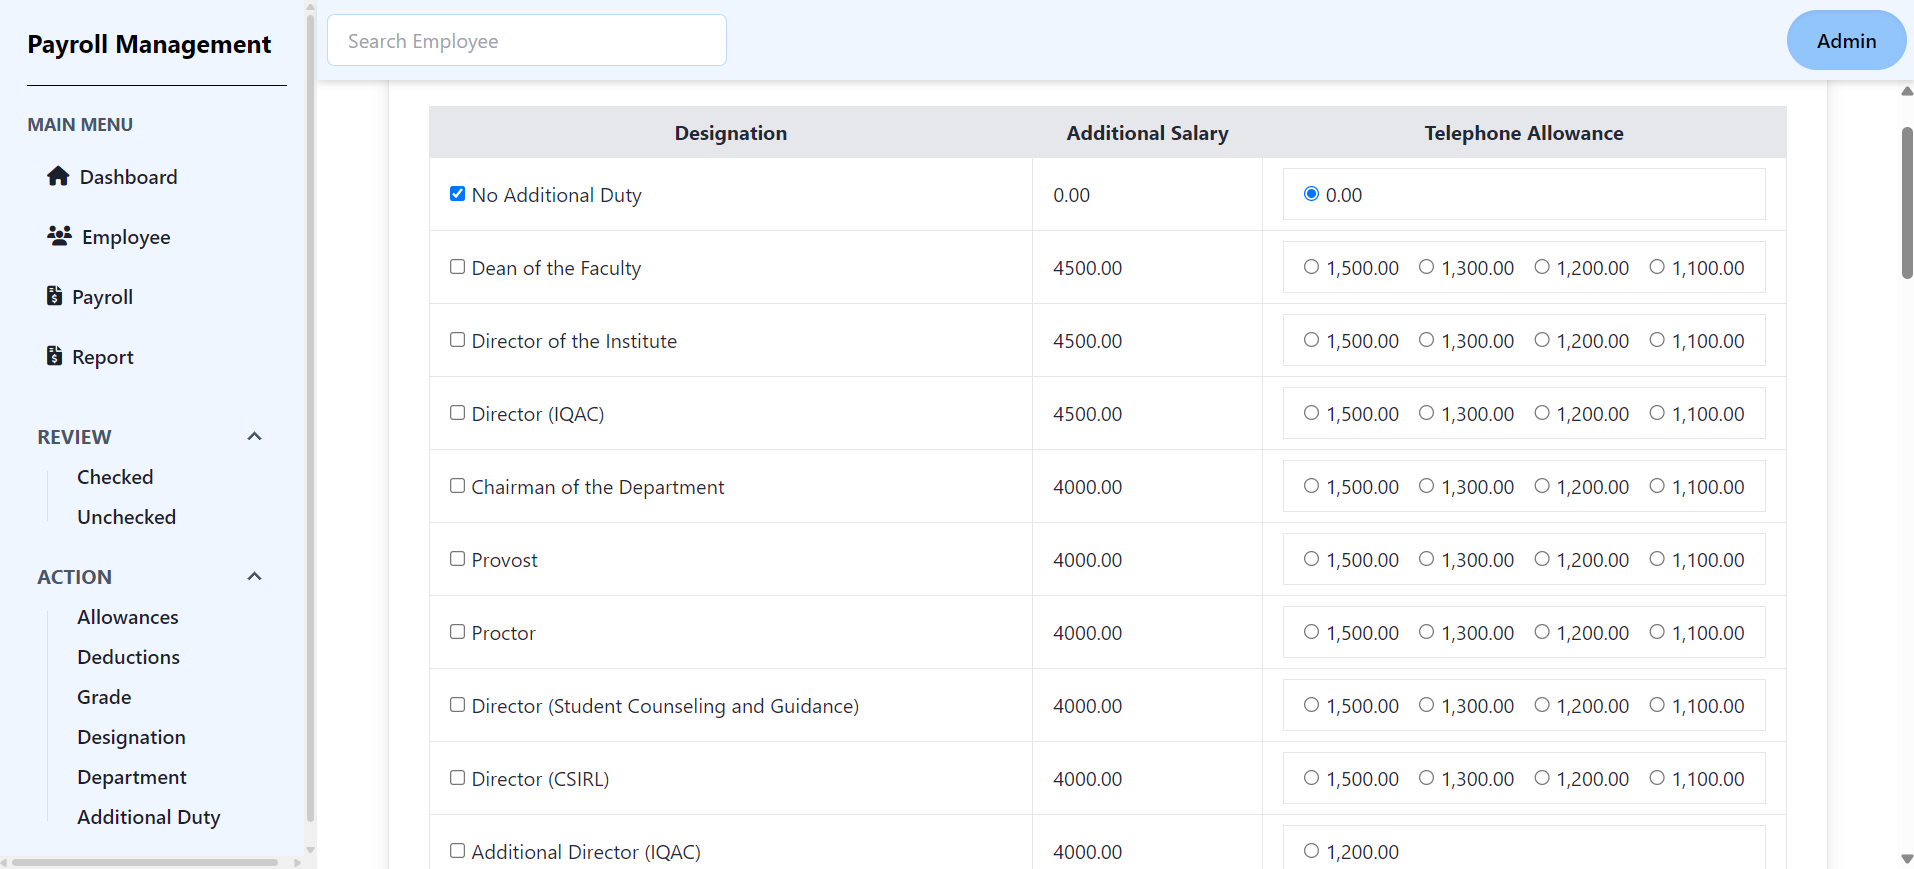 Payroll Management
Search Employee
Admin
MAIN MENU
Dashboard
Employee
Payroll
Report
REVIEW
Checked
Unchecked
ACTION
Allowances
Deductions
Grade
Designation
Department
Additional Duty
Designation Additional Salary Telephone Allowance
No Additional Duty 0.00 0.00
Dean of the Faculty 4500.00 1,500.00 1,300.00 1,200.00 1,100.00
Director of the Institute 4500.00 1,500.00 1,300.00 1,200.00 1,100.00
Director (IQAC) 4500.00 1,500.00 1,300.00 1,200.00 1,100.00
Chairman of the Department 4000.00 1,500.00 1,300.00 1,200.00 1,100.00
Provost 4000.00 1,500.00 1,300.00 1,200.00 1,100.00
Proctor 4000.00 1,500.00 1,300.00 1,200.00 1,100.00
Director (Student Counseling and Guidance) 4000.00 1,500.00 1,300.00 1,200.00 1,100.00
Director (CSIRL) 4000.00 1,500.00 1,300.00 1,200.00 1,100.00
Additional Director (IQAC) 4000.00 1,200.00